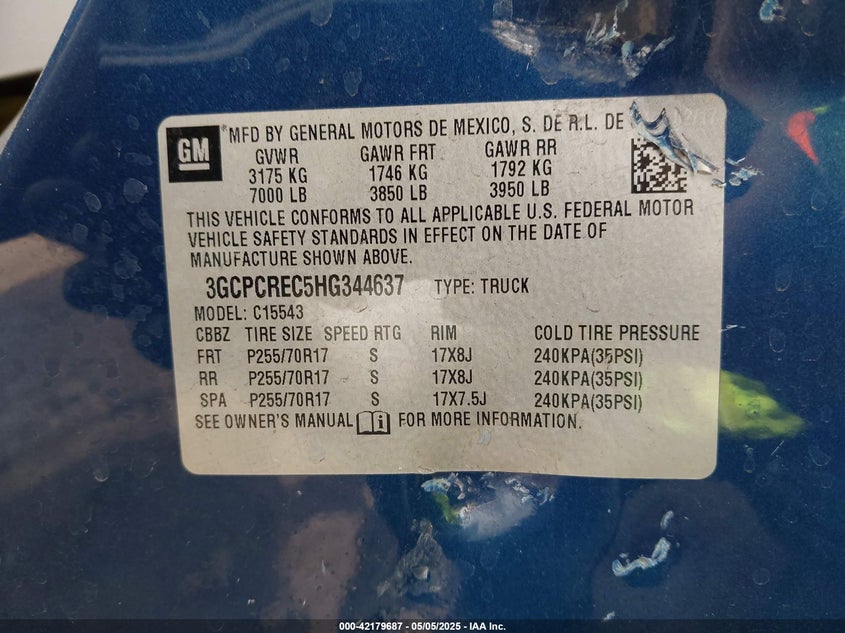 GM
MFD BY GENERAL MOTORS DE MEXICO, S. DE R.L. DE
GVWR GAWR FRT GAWR RR
3175 KG 1746 KG 1792 KG
7000 LB 3850 LB 3950 LB
THIS VEHICLE CONFORMS TO ALL APPLICABLE U.S. FEDERAL MOTOR
VEHICLE SAFETY STANDARDS IN EFFECT ON THE DATE OF
MANUFACTURE SHOWN ABOVE.
3GCPCREC5HG344637 TYPE: TRUCK
MODEL: C15543
CBBZ TIRE SIZE SPEED RTG RIM COLD TIRE PRESSURE
FRT P255/70R17 S 17X8J 240KPA(35PSI)
RR P255/70R17 S 17X8J 240KPA(35PSI)
SPA P255/70R17 S 17X7.5J 240KPA(35PSI)
SEE OWNER'S MANUAL FOR MORE INFORMATION.
000-42179687 - 05/05/2025 - IAA Inc.